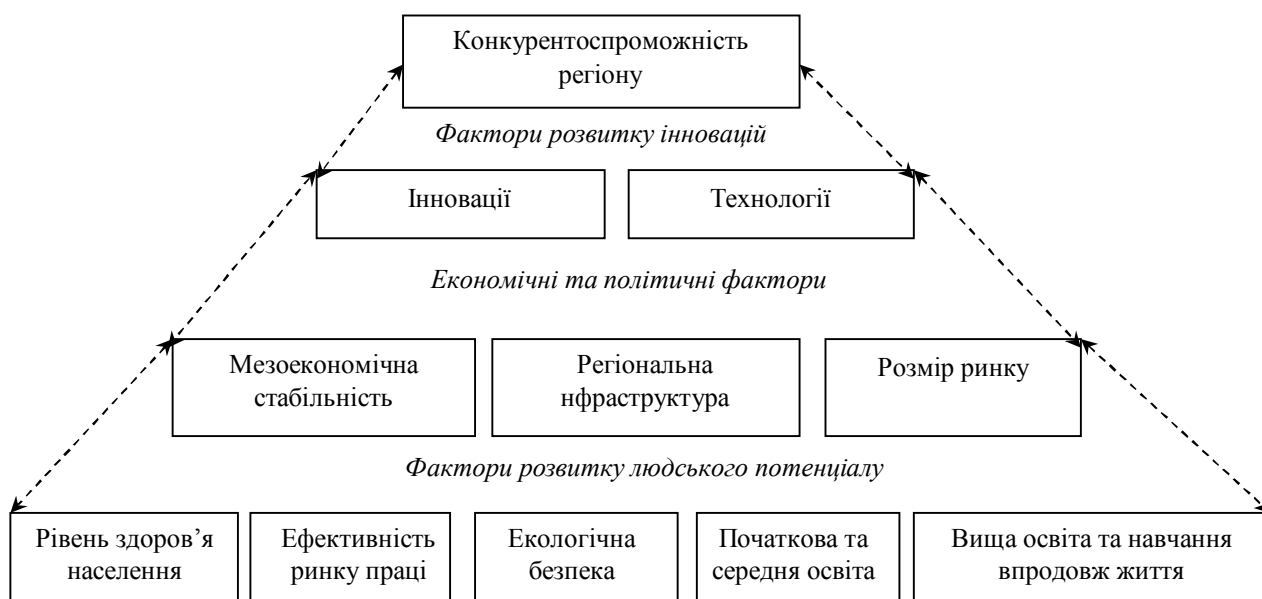 Конкурентоспроможність
регіону
Фактори розвитку інновацій
Інновації
Технології
Економічні та політичні фактори
Мезоекономічна
стабільність
Регіональна
нфраструктура
Розмір ринку
Фактори розвитку людського потенціалу
Рівень здоров’я
населення
Ефективність
ринку праці
Екологічна
безпека
Початкова та
середня освіта
Вища освіта та навчання
впродовж життя